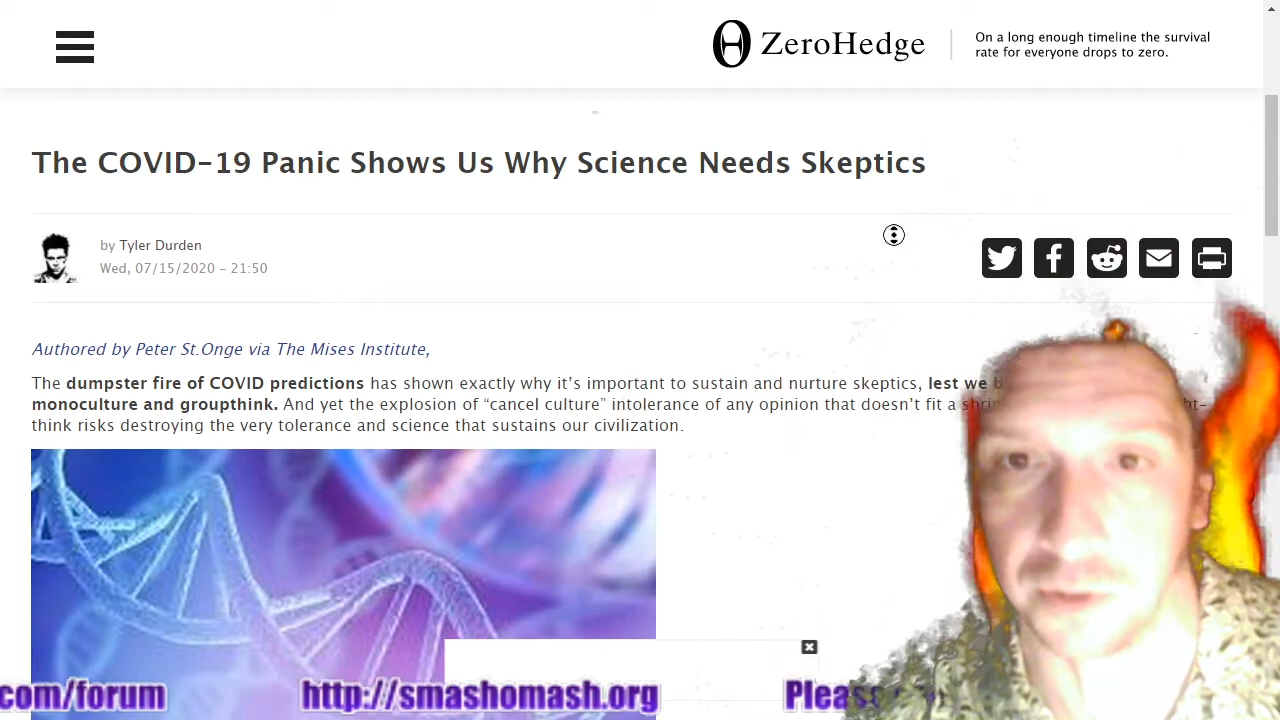 ZeroHedge
On a long enough timeline the survival
rate for everyone drops to zero.
The COVID-19 Panic Shows Us Why Science Needs Skeptics
by Tyler Durden
Wed, 07/15/2020 - 21:50
Authored by Peter St.Onge via The Mises Institute,
The dumpster fire of COVID predictions has shown exactly why it's important to sustain and nurture skeptics, lest we
monoculture and groupthink. And yet the explosion of “cancel culture” intolerance of any opinion that doesn't fit a
think risks destroying the very tolerance and science that sustains our civilization.
com/forum http://smashomash.org